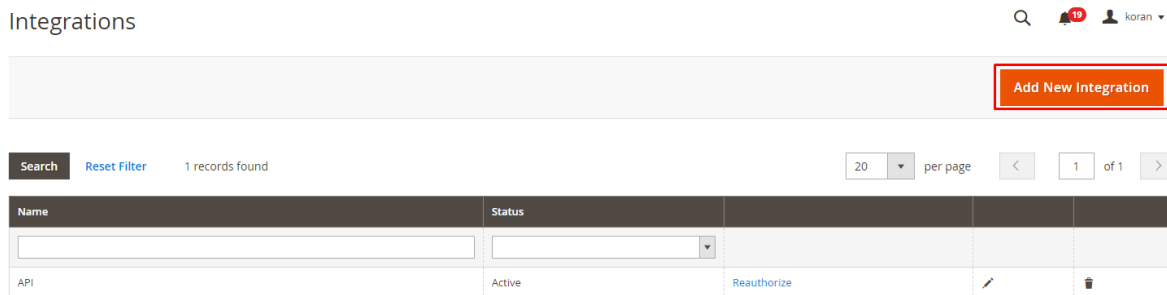 Integrations
19
koran
Add New Integration
Search Reset Filter 1 records found 20 per page 1 of 1
Name Status
API Active Reauthorize